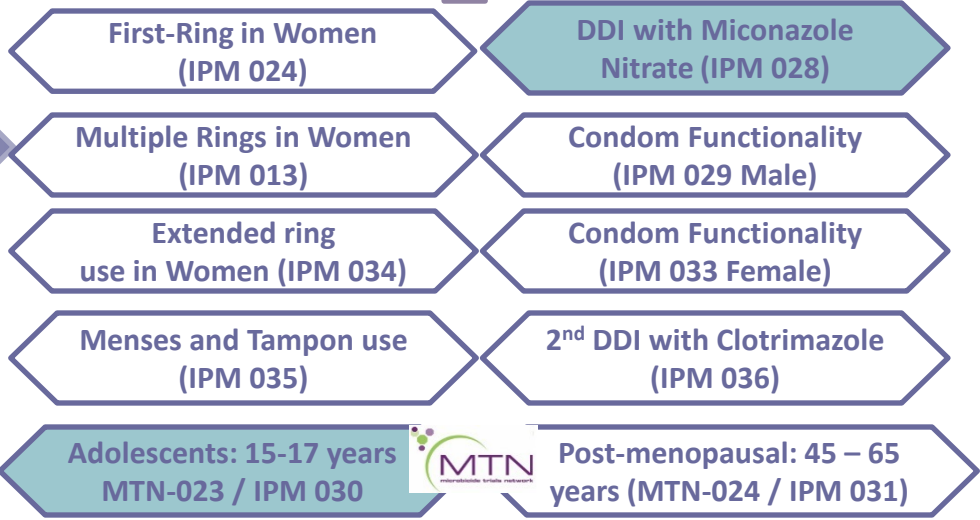 First-Ring in Women
(IPM 024)
DDI with Miconazole
Nitrate (IPM 028)
Multiple Rings in Women
(IPM 013)
Condom Functionality
(IPM 029 Male)
Extended ring
use in Women (IPM 034)
Condom Functionality
(IPM 033 Female)
Menses and Tampon use
(IPM 035)
2nd DDI with Clotrimazole
(IPM 036)
Adolescents: 15-17 years
MTN-023 / IPM 030
MTN
microbicide trials network
Post-menopausal: 45 – 65
years (MTN-024 / IPM 031)